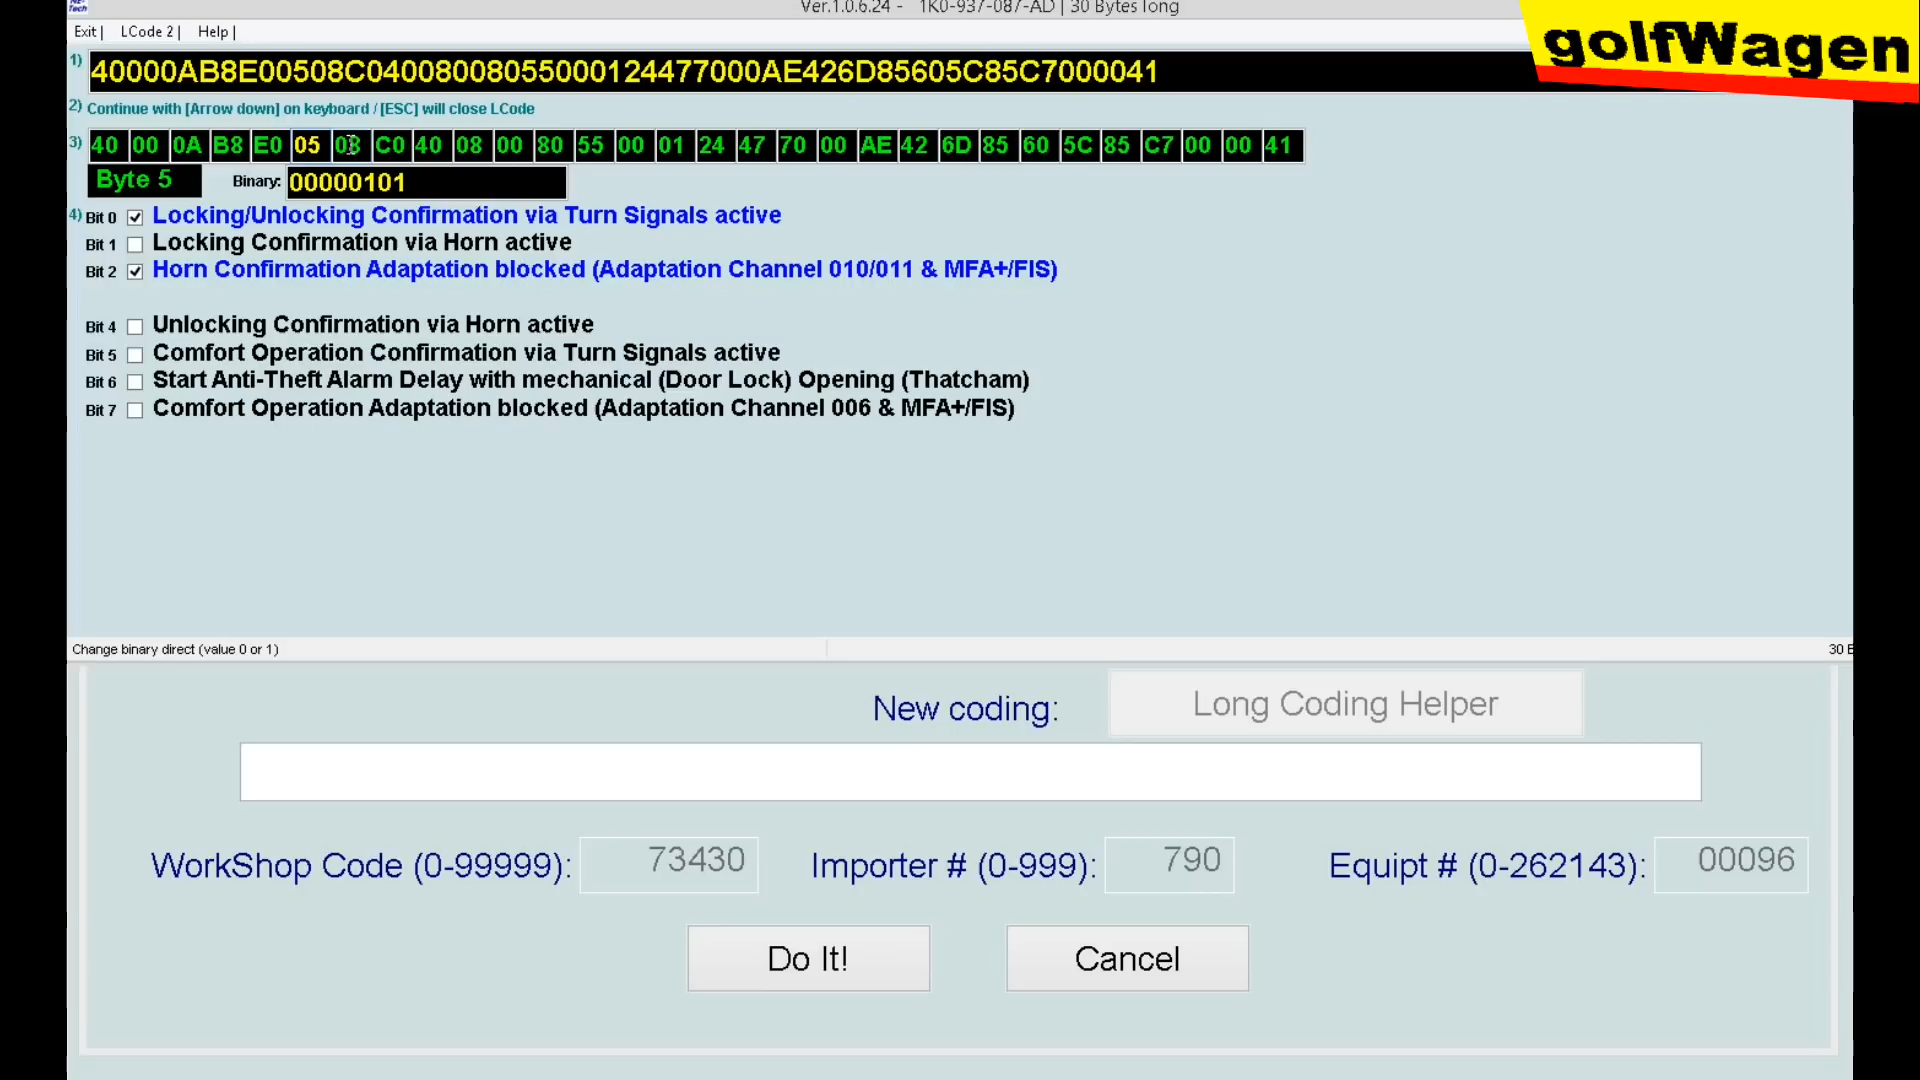 NE-
Tech
Ver.1.0.6.24 - 1K0-937-087-AD | 30 Bytes long
Exit | LCode 2 | Help |
golfWagen
1) 40000AB8E00508C04008008055000124477000AE426D85605C85C7000041
2) Continue with [Arrow down] on keyboard / [ESC] will close LCode
3) 40 00 0A B8 E0 05 08 C0 40 08 00 80 55 00 01 24 47 70 00 AE 42 6D 85 60 5C 85 C7 00 00 41
Byte 5 Binary: 00000101
4) Bit 0 Locking/Unlocking Confirmation via Turn Signals active
Bit 1 Locking Confirmation via Horn active
Bit 2 Horn Confirmation Adaptation blocked (Adaptation Channel 010/011 & MFA+/FIS)
Bit 4 Unlocking Confirmation via Horn active
Bit 5 Comfort Operation Confirmation via Turn Signals active
Bit 6 Start Anti-Theft Alarm Delay with mechanical (Door Lock) Opening (Thatcham)
Bit 7 Comfort Operation Adaptation blocked (Adaptation Channel 006 & MFA+/FIS)
Change binary direct (value 0 or 1) 30
New coding: Long Coding Helper
WorkShop Code (0-99999): 73430 Importer # (0-999): 790 Equipt # (0-262143): 00096
Do It! Cancel